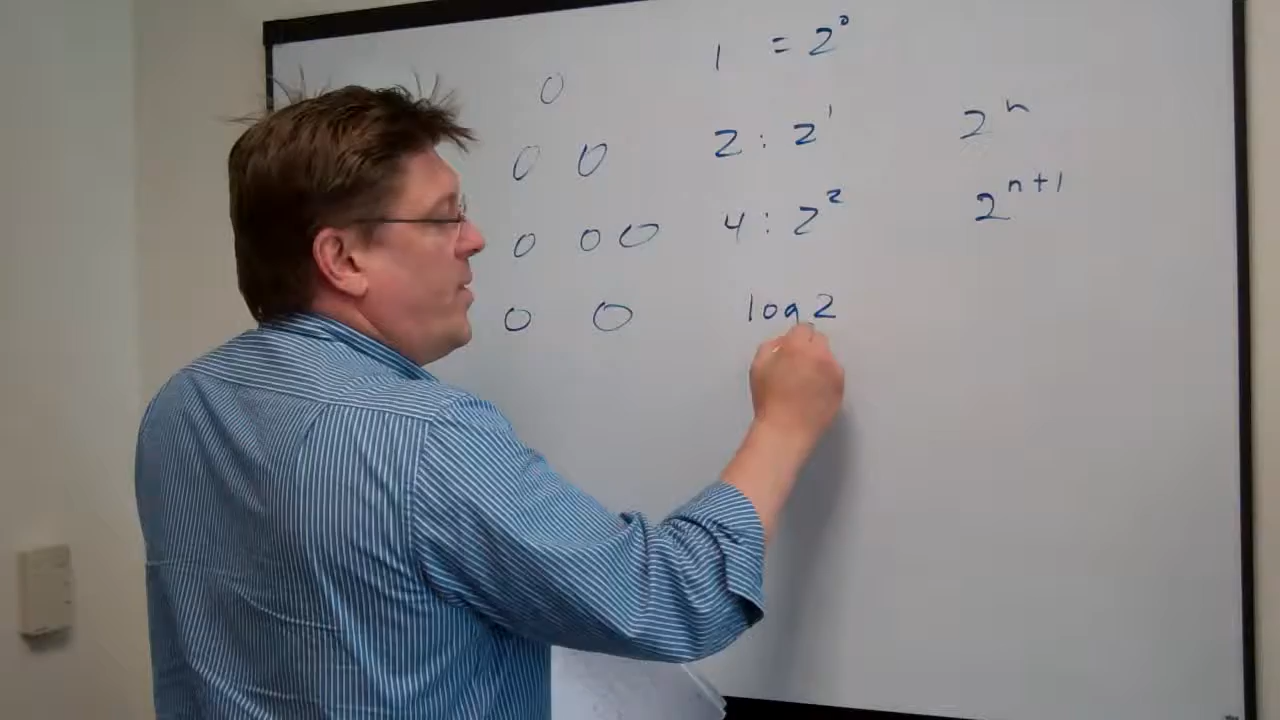 0 1 = 2⁰
0 0 2 : 2¹ 2ⁿ
0 0 0 4 : 2² 2ⁿ⁺¹
0 0 log 2